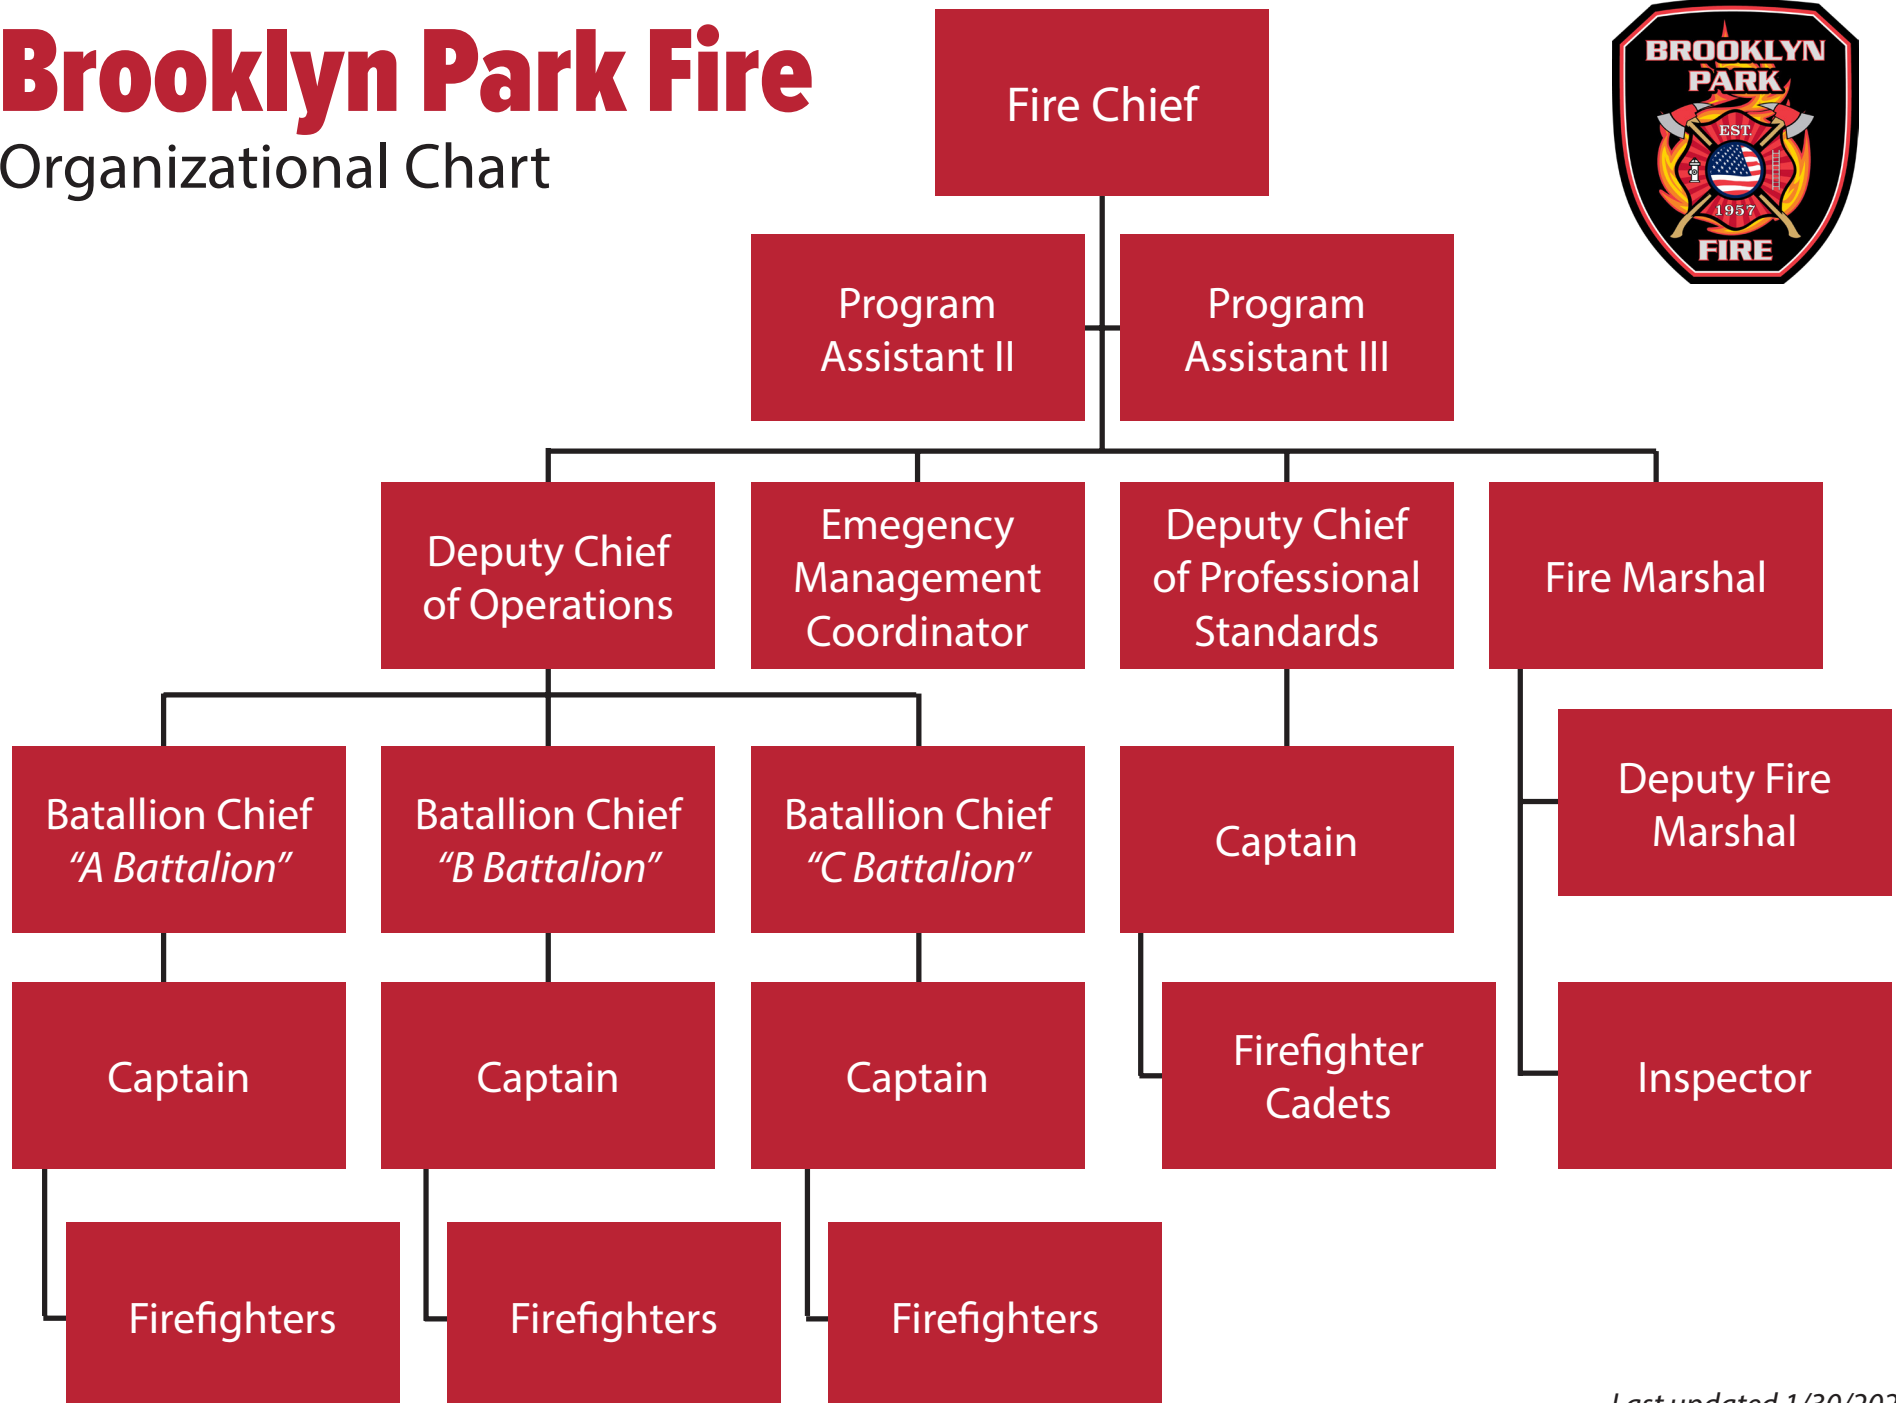 Brooklyn Park Fire
Organizational Chart
BROOKLYN
PARK
EST.
1957
FIRE
Fire Chief
Program
Assistant II
Program
Assistant III
Deputy Chief
of Operations
Emegency
Management
Coordinator
Deputy Chief
of Professional
Standards
Fire Marshal
Batallion Chief
“A Battalion”
Batallion Chief
“B Battalion”
Batallion Chief
“C Battalion”
Captain
Deputy Fire
Marshal
Captain
Captain
Captain
Firefighter
Cadets
Inspector
Firefighters
Firefighters
Firefighters
Last updated